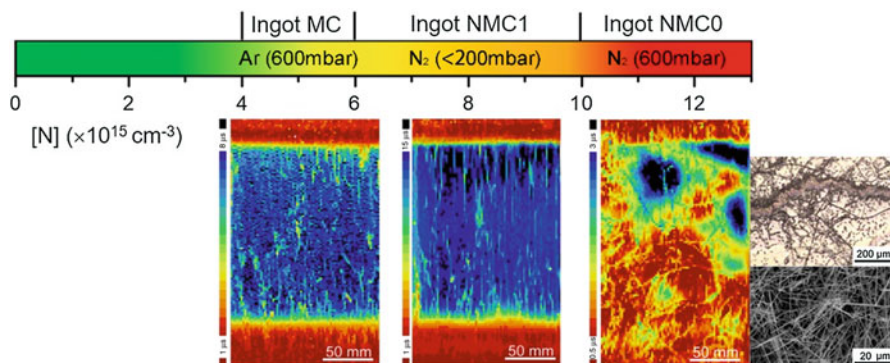 Ingot MC Ingot NMC1 Ingot NMC0
Ar (600mbar) N₂ (<200mbar) N₂ (600mbar)
0 2 4 6 8 10 12
[N] (×10¹⁵ cm⁻³)
8 µs 15 µs 3 µs
1 µs 1 µs 0.5 µs
50 mm 50 mm 50 mm
200 µm
20 µm